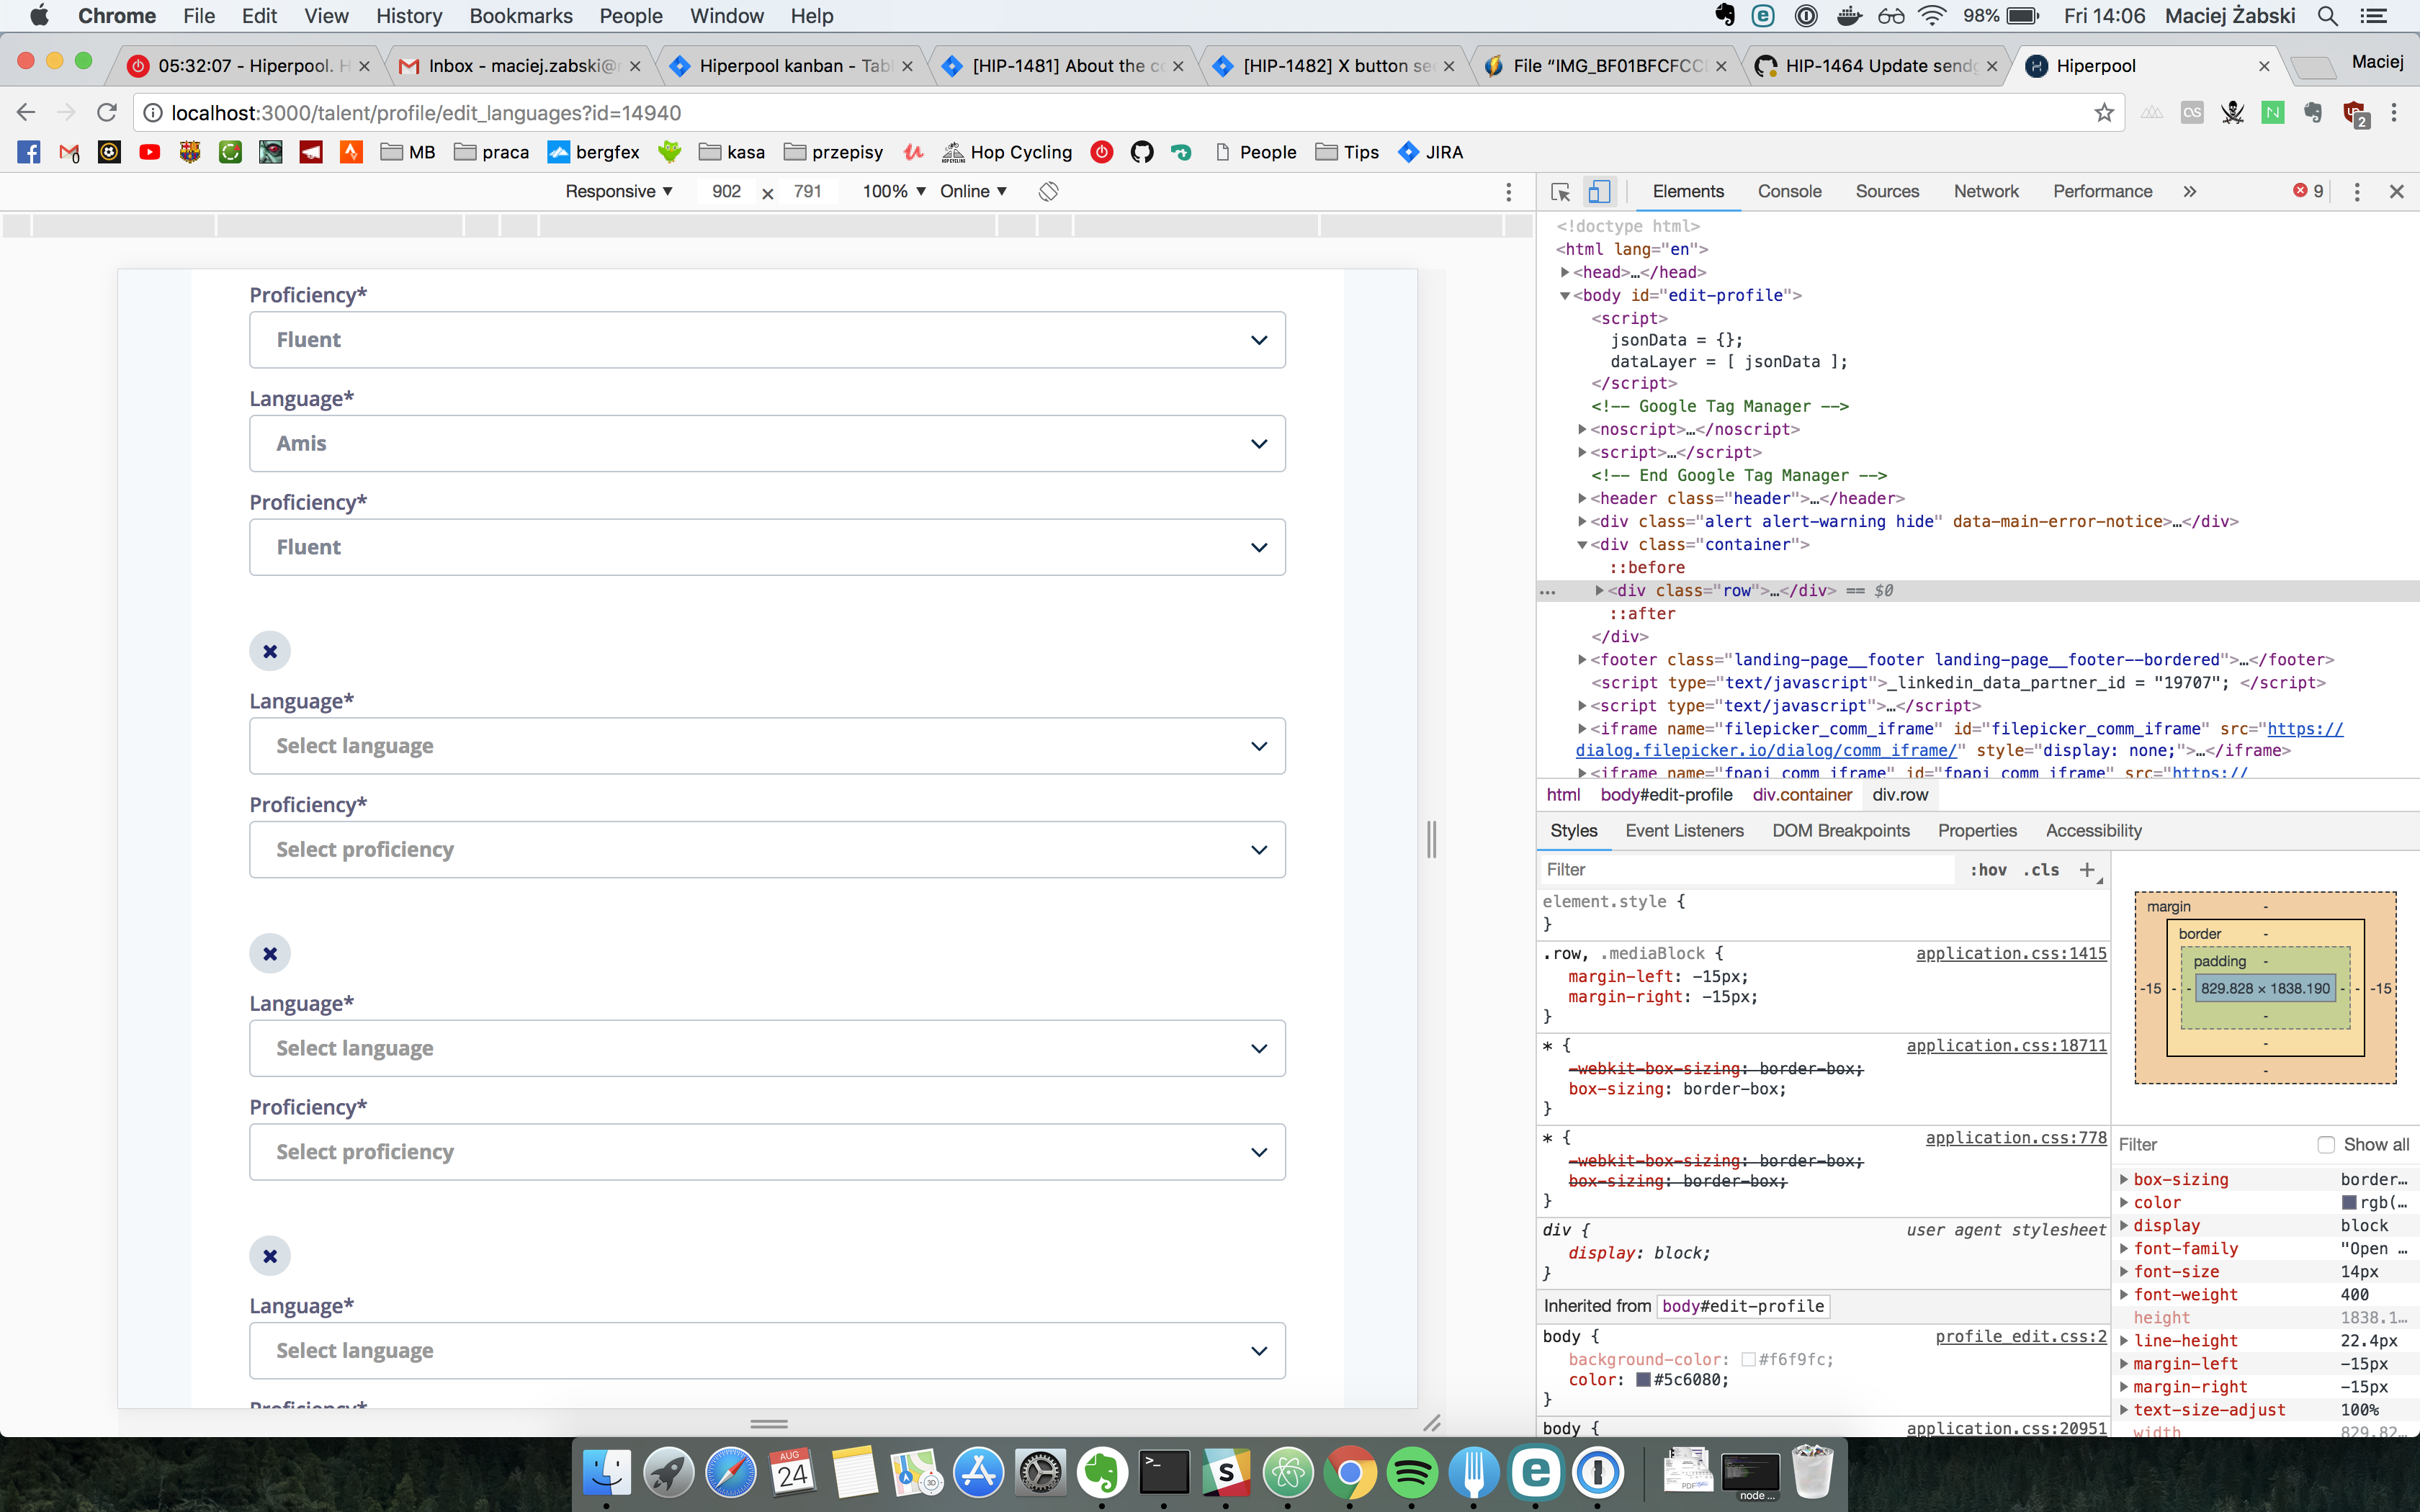 Chrome File Edit View History Bookmarks People Window Help 98% Fri 14:06 Maciej Żabski
05:32:07 - Hiperpool. H
Inbox - maciej.zabski@r
Hiperpool kanban - Tabl
[HIP-1481] About the co
[HIP-1482] X button se
File “IMG_BF01BFCFCC
HIP-1464 Update sendg
Hiperpool
Maciej
localhost:3000/talent/profile/edit_languages?id=14940
2
MB praca bergfex kasa przepisy Hop Cycling People Tips JIRA
Responsive ▼ 902 x 791 100% ▼ Online ▼
Proficiency*
Fluent
Language*
Amis
Proficiency*
Fluent
Language*
Select language
Proficiency*
Select proficiency
Language*
Select language
Proficiency*
Select proficiency
Language*
Select language
Proficiency*
Elements Console Sources Network Performance » 9
<!doctype html>
<html lang="en">
<head>…</head>
<body id="edit-profile">
<script>
jsonData = {};
dataLayer = [ jsonData ];
</script>
<!-- Google Tag Manager -->
<noscript>…</noscript>
<script>…</script>
<!-- End Google Tag Manager -->
<header class="header">…</header>
<div class="alert alert-warning hide" data-main-error-notice>…</div>
<div class="container">
::before
… <div class="row">…</div> == $0
::after
</div>
<footer class="landing-page__footer landing-page__footer--bordered">…</footer>
<script type="text/javascript">_linkedin_data_partner_id = "19707"; </script>
<script type="text/javascript">…</script>
<iframe name="filepicker_comm_iframe" id="filepicker_comm_iframe" src="https://
dialog.filepicker.io/dialog/comm_iframe/" style="display: none;">…</iframe>
<iframe name="fpapi_comm_iframe" id="fpapi_comm_iframe" src="https://
html body#edit-profile div.container div.row
Styles Event Listeners DOM Breakpoints Properties Accessibility
Filter :hov .cls +
element.style {
}
.row, .mediaBlock { application.css:1415
margin-left: -15px;
margin-right: -15px;
}
* { application.css:18711
-webkit-box-sizing: border-box;
box-sizing: border-box;
}
* { application.css:778
-webkit-box-sizing: border-box;
box-sizing: border-box;
}
div { user agent stylesheet
display: block;
}
Inherited from body#edit-profile
body { profile_edit.css:2
background-color: #f6f9fc;
color: #5c6080;
}
body { application.css:20951
margin -
border -
padding -
-15 - - 829.828 × 1838.190 - - -15
-
-
-
Filter Show all
box-sizing border…
color rgb(…
display block
font-family "Open …
font-size 14px
font-weight 400
height 1838.1…
line-height 22.4px
margin-left -15px
margin-right -15px
text-size-adjust 100%
width 829.82…
AUG
24
3D
PDF
node ...